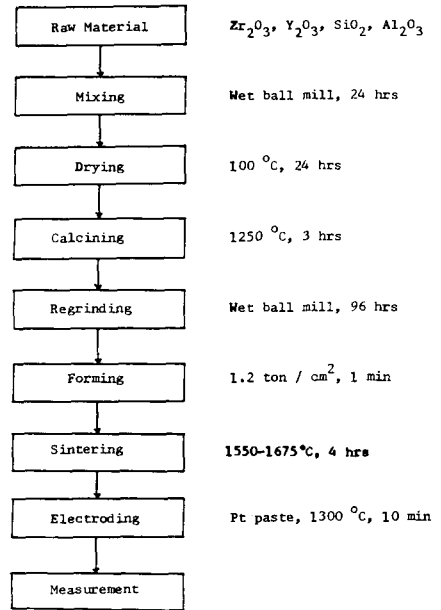 Raw Material Zr₂O₃, Y₂O₃, SiO₂, Al₂O₃
Mixing Wet ball mill, 24 hrs
Drying 100 °C, 24 hrs
Calcining 1250 °C, 3 hrs
Regrinding Wet ball mill, 96 hrs
Forming 1.2 ton / cm², 1 min
Sintering 1550-1675°C, 4 hrs
Electroding Pt paste, 1300 °C, 10 min
Measurement